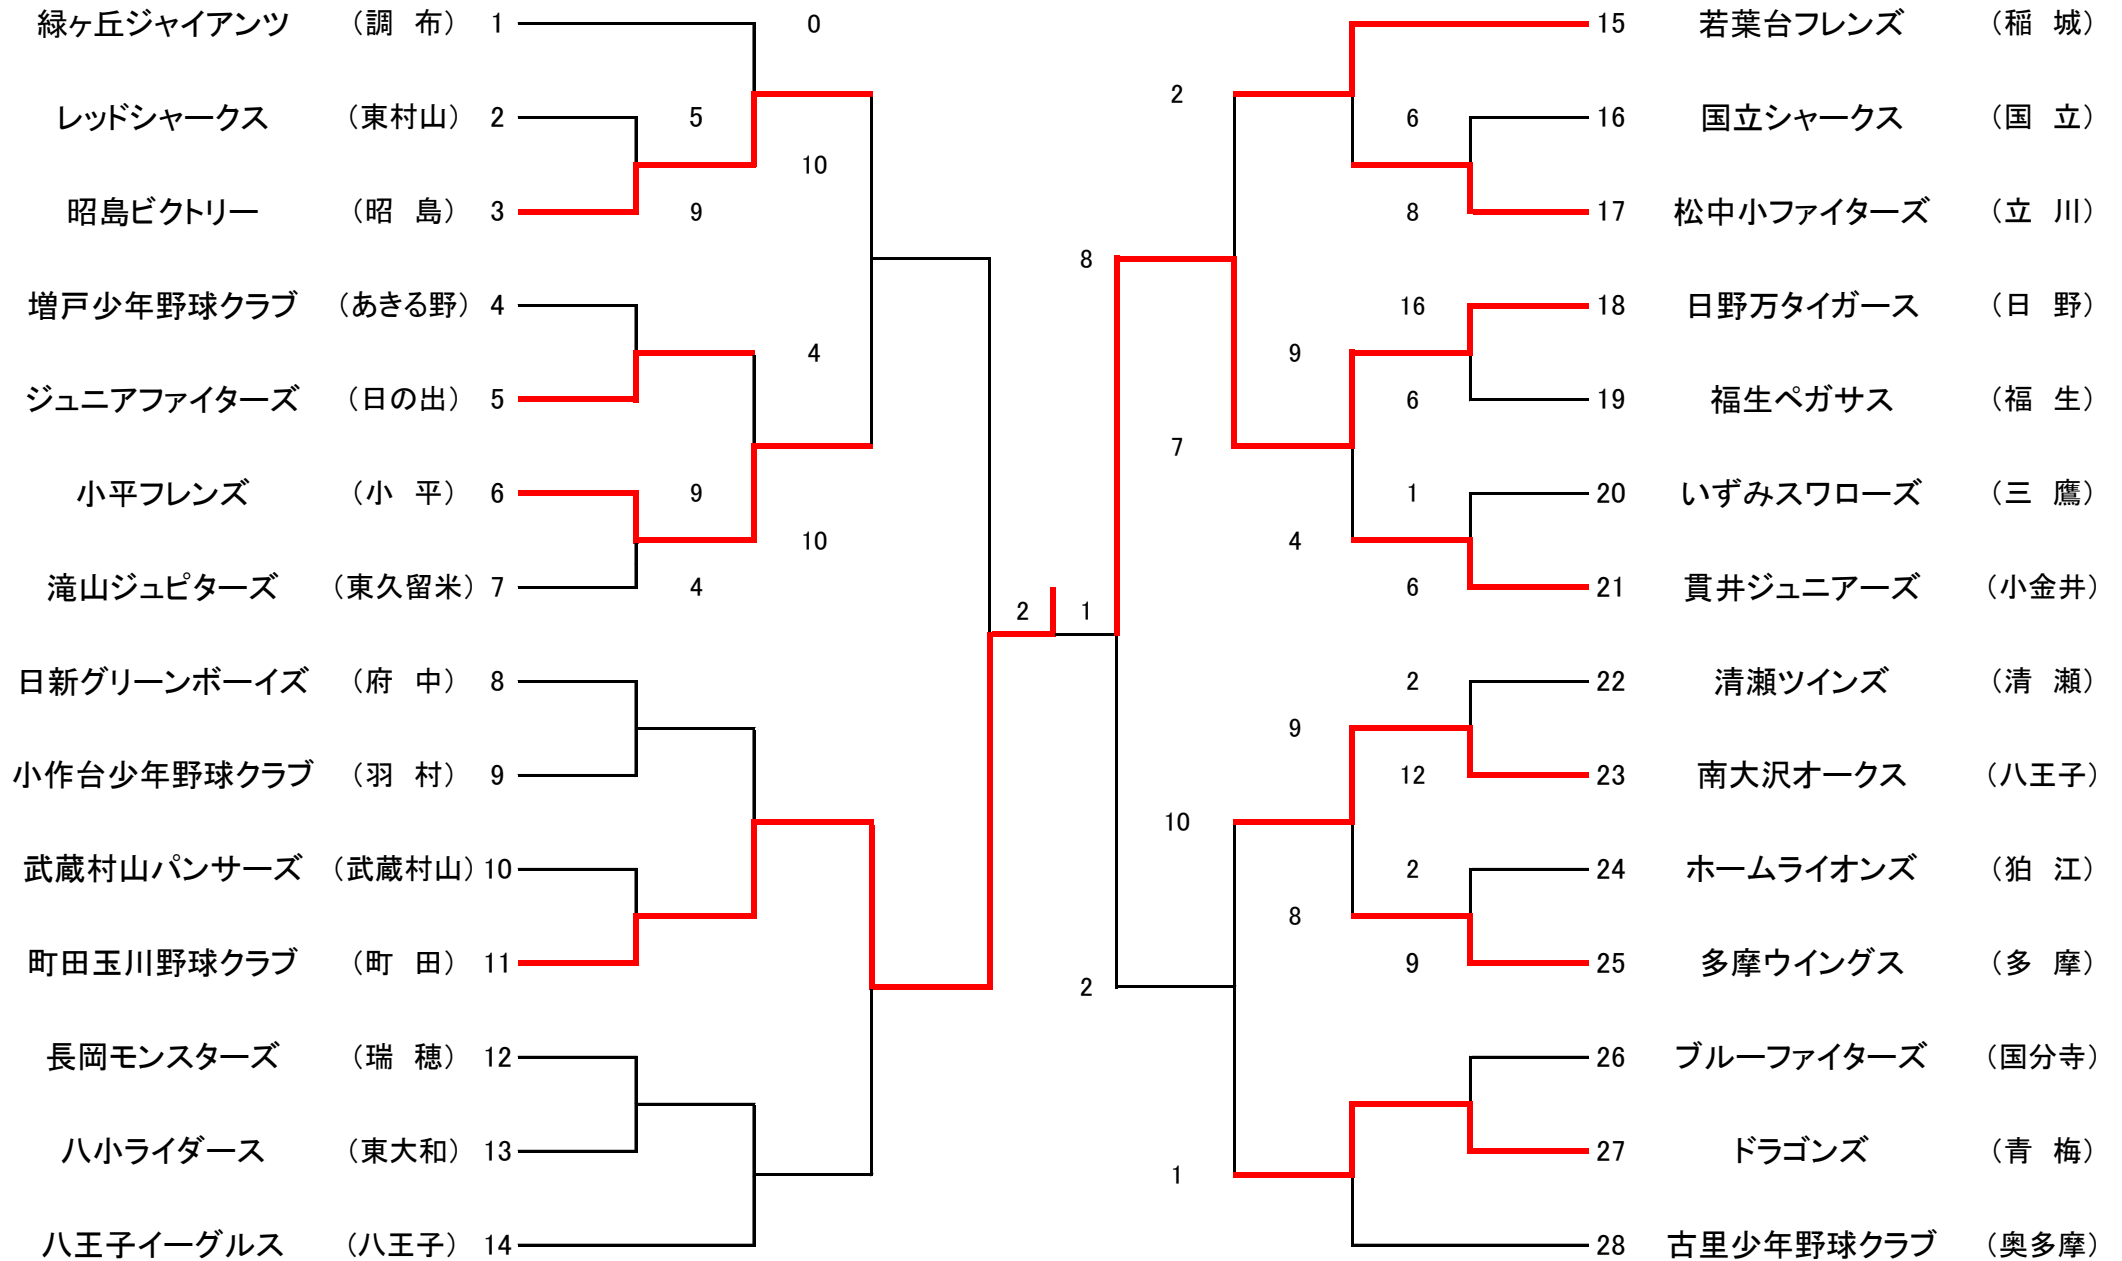 緑ヶ丘ジャイアンツ （調　布） 1 0
レッドシャークス （東村山） 2 5
10
昭島ビクトリー （昭　島） 3 9
増戸少年野球クラブ （あきる野） 4
4
ジュニアファイターズ （日の出） 5
小平フレンズ （小　平） 6 9
10
滝山ジュピターズ （東久留米） 7 4
日新グリーンボーイズ （府　中） 8
小作台少年野球クラブ （羽　村） 9
武蔵村山パンサーズ （武蔵村山） 10
町田玉川野球クラブ （町　田） 11
長岡モンスターズ （瑞　穂） 12
八小ライダース （東大和） 13
八王子イーグルス （八王子） 14
2 1
15 若葉台フレンズ （稲　城）
2
6 16 国立シャークス （国　立）
8 17 松中小ファイターズ （立　川）
8
16 18 日野万タイガース （日　野）
9
6 19 福生ペガサス （福　生）
7
1 20 いずみスワローズ （三　鷹）
4
6 21 貫井ジュニアーズ （小金井）
2 22 清瀬ツインズ （清　瀬）
9
12 23 南大沢オークス （八王子）
10
2 24 ホームライオンズ （狛　江）
8
9 25 多摩ウイングス （多　摩）
2
26 ブルーファイターズ （国分寺）
27 ドラゴンズ （青　梅）
1
28 古里少年野球クラブ （奥多摩）